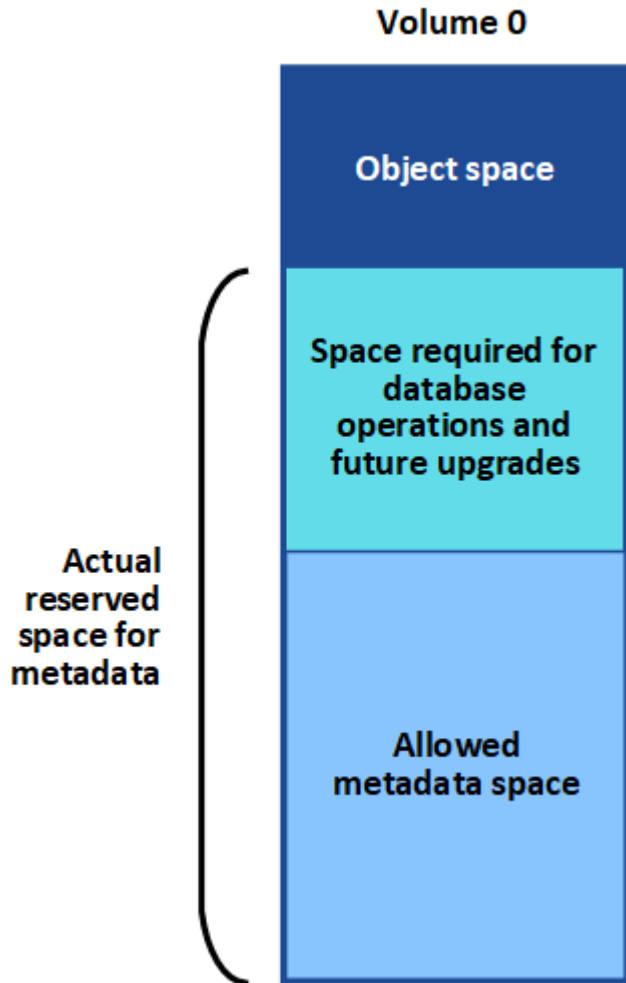 Volume 0
Object space
Space required for
database
operations and
future upgrades
Actual
reserved
space for
metadata
Allowed
metadata space